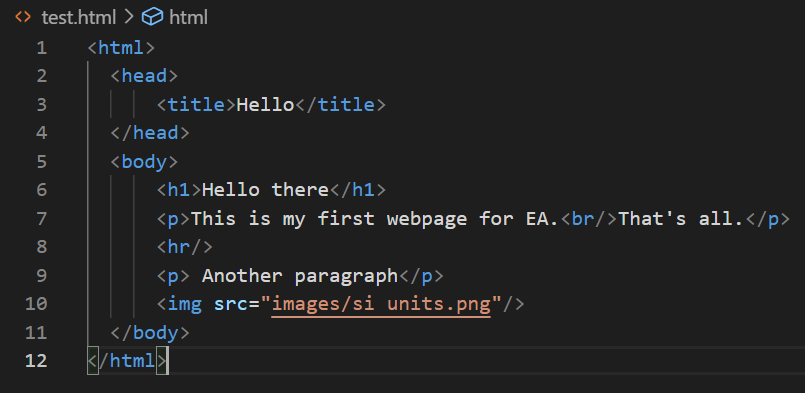 test.html > html
1 <html>
2 <head>
3 <title>Hello</title>
4 </head>
5 <body>
6 <h1>Hello there</h1>
7 <p>This is my first webpage for EA.<br/>That's all.</p>
8 <hr/>
9 <p> Another paragraph</p>
10 <img src="images/si units.png"/>
11 </body>
12 </html>